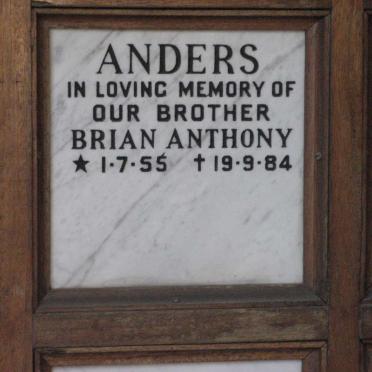 ANDERS
IN LOVING MEMORY OF
OUR BROTHER
BRIAN ANTHONY
★ 1·7·55 ✝ 19·9·84